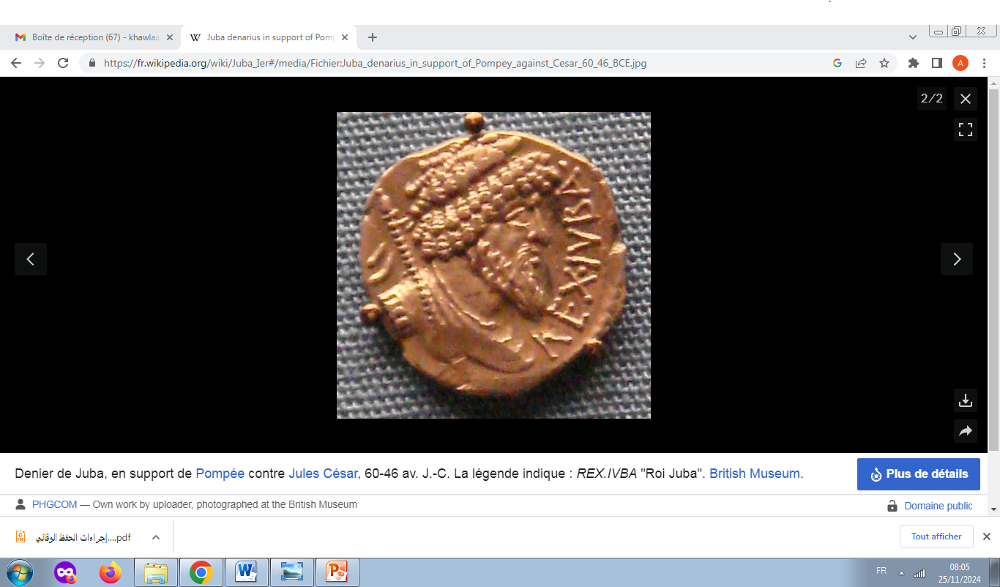 Boîte de réception (67) - khawlaa
Juba denarius in support of Pomp
https://fr.wikipedia.org/wiki/Juba_Ier#/media/Fichier:Juba_denarius_in_support_of_Pompey_against_Cesar_60_46_BCE.jpg
A
2/2
REX·IVBA
Denier de Juba, en support de Pompée contre Jules César, 60-46 av. J.-C. La légende indique : REX.IVBA "Roi Juba". British Museum.
Plus de détails
PHGCOM — Own work by uploader, photographed at the British Museum
Domaine public
إجراءات الحفظ الوقائي....pdf
Tout afficher
FR
08:05
25/11/2024